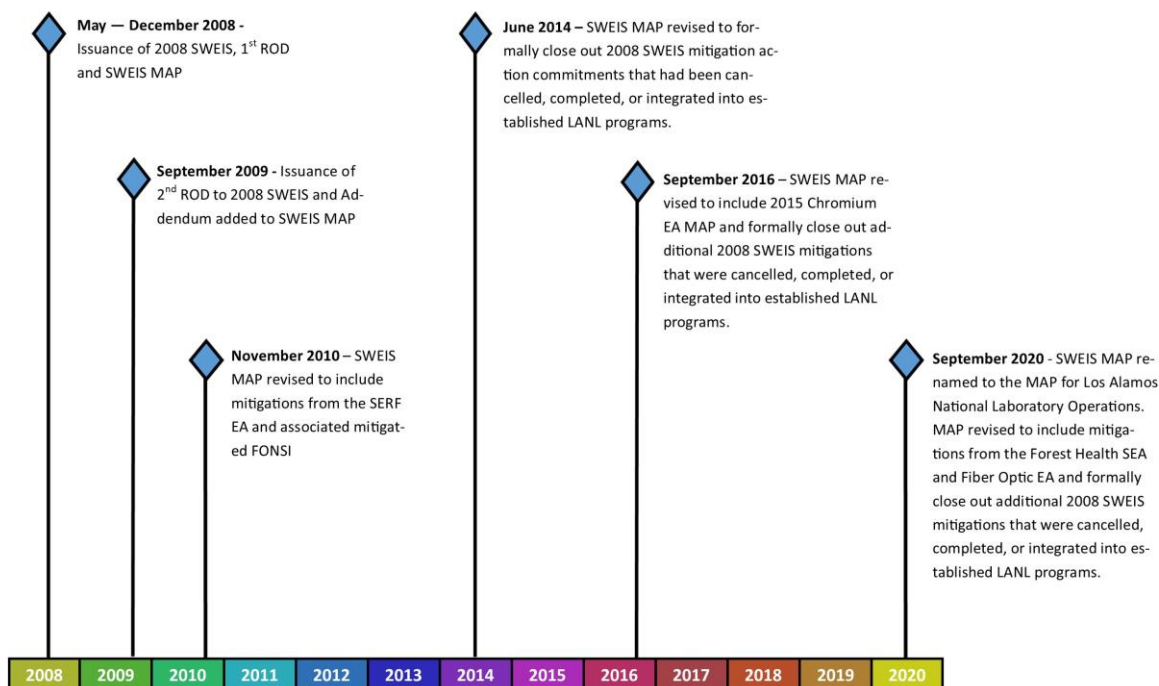 May — December 2008 -
Issuance of 2008 SWEIS, 1st ROD
and SWEIS MAP
September 2009 - Issuance of
2nd ROD to 2008 SWEIS and Ad-
dendum added to SWEIS MAP
November 2010 – SWEIS
MAP revised to include
mitigations from the SERF
EA and associated mitigat-
ed FONSI
June 2014 – SWEIS MAP revised to for-
mally close out 2008 SWEIS mitigation ac-
tion commitments that had been can-
celled, completed, or integrated into es-
tablished LANL programs.
September 2016 – SWEIS MAP re-
vised to include 2015 Chromium
EA MAP and formally close out ad-
ditional 2008 SWEIS mitigations
that were cancelled, completed, or
integrated into established LANL
programs.
September 2020 - SWEIS MAP re-
named to the MAP for Los Alamos
National Laboratory Operations.
MAP revised to include mitiga-
tions from the Forest Health SEA
and Fiber Optic EA and formally
close out additional 2008 SWEIS
mitigations that were cancelled,
completed, or integrated into es-
tablished LANL programs.
2008 2009 2010 2011 2012 2013 2014 2015 2016 2017 2018 2019 2020